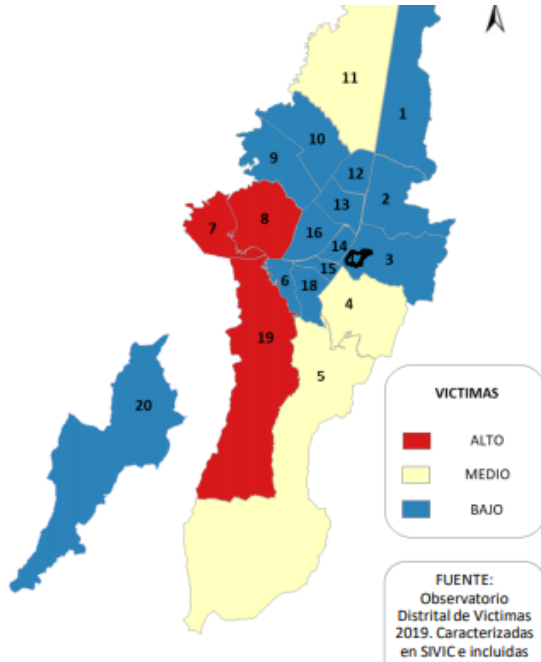 11
1
10
9
12
2
13
8
7
16
14
3
15
6
18
4
19
5
20
VICTIMAS
ALTO
MEDIO
BAJO
FUENTE:
Observatorio
Distrital de Victimas
2019. Caracterizadas
en SIVIC e incluidas